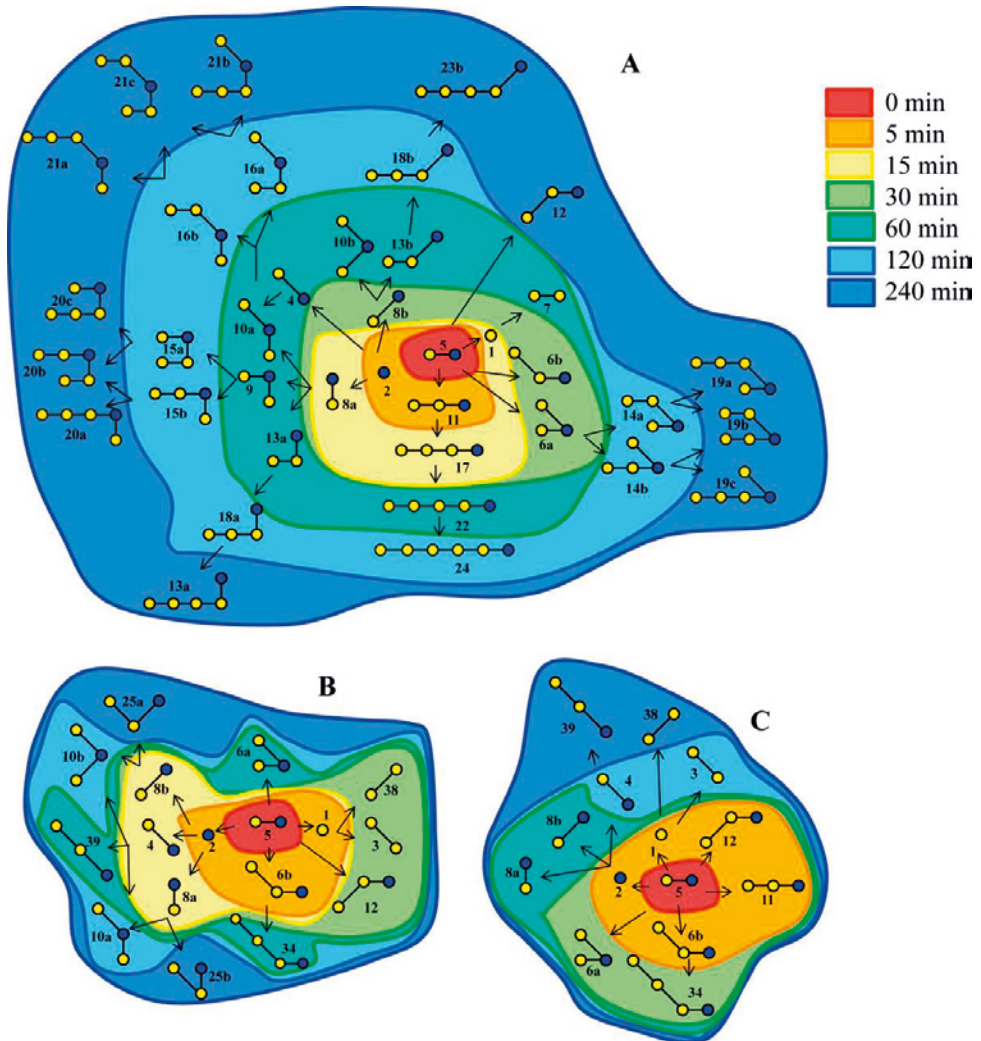 A
21b
23b
21c
0 min
5 min
21a
16a
18b
15 min
30 min
12
60 min
16b
10b
13b
120 min
4
7
240 min
20c
8b
10a
5
1
15a
6b
2
20b
9
8a
19a
15b
11
14a
20a
6a
19b
13a
17
14b
19c
18a
22
24
13a
B
C
25a
38
39
10b
6a
3
38
8b
4
39
1
8b
12
5
4
2
3
1
8a
2
5
11
8a
6b
12
6b
10a
34
6a
34
25b